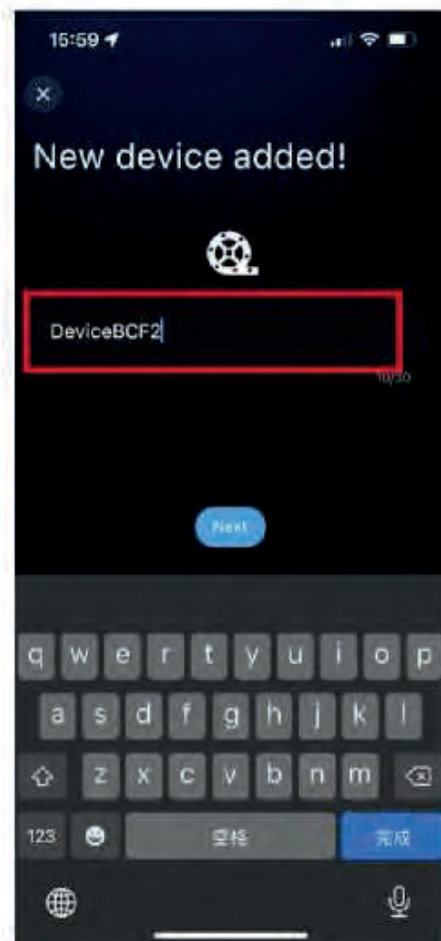 15:59
New device added!
DeviceBCF2
10/30
Next
q w e r t y u i o p
a s d f g h j k l
z x c v b n m
123 空格 完成